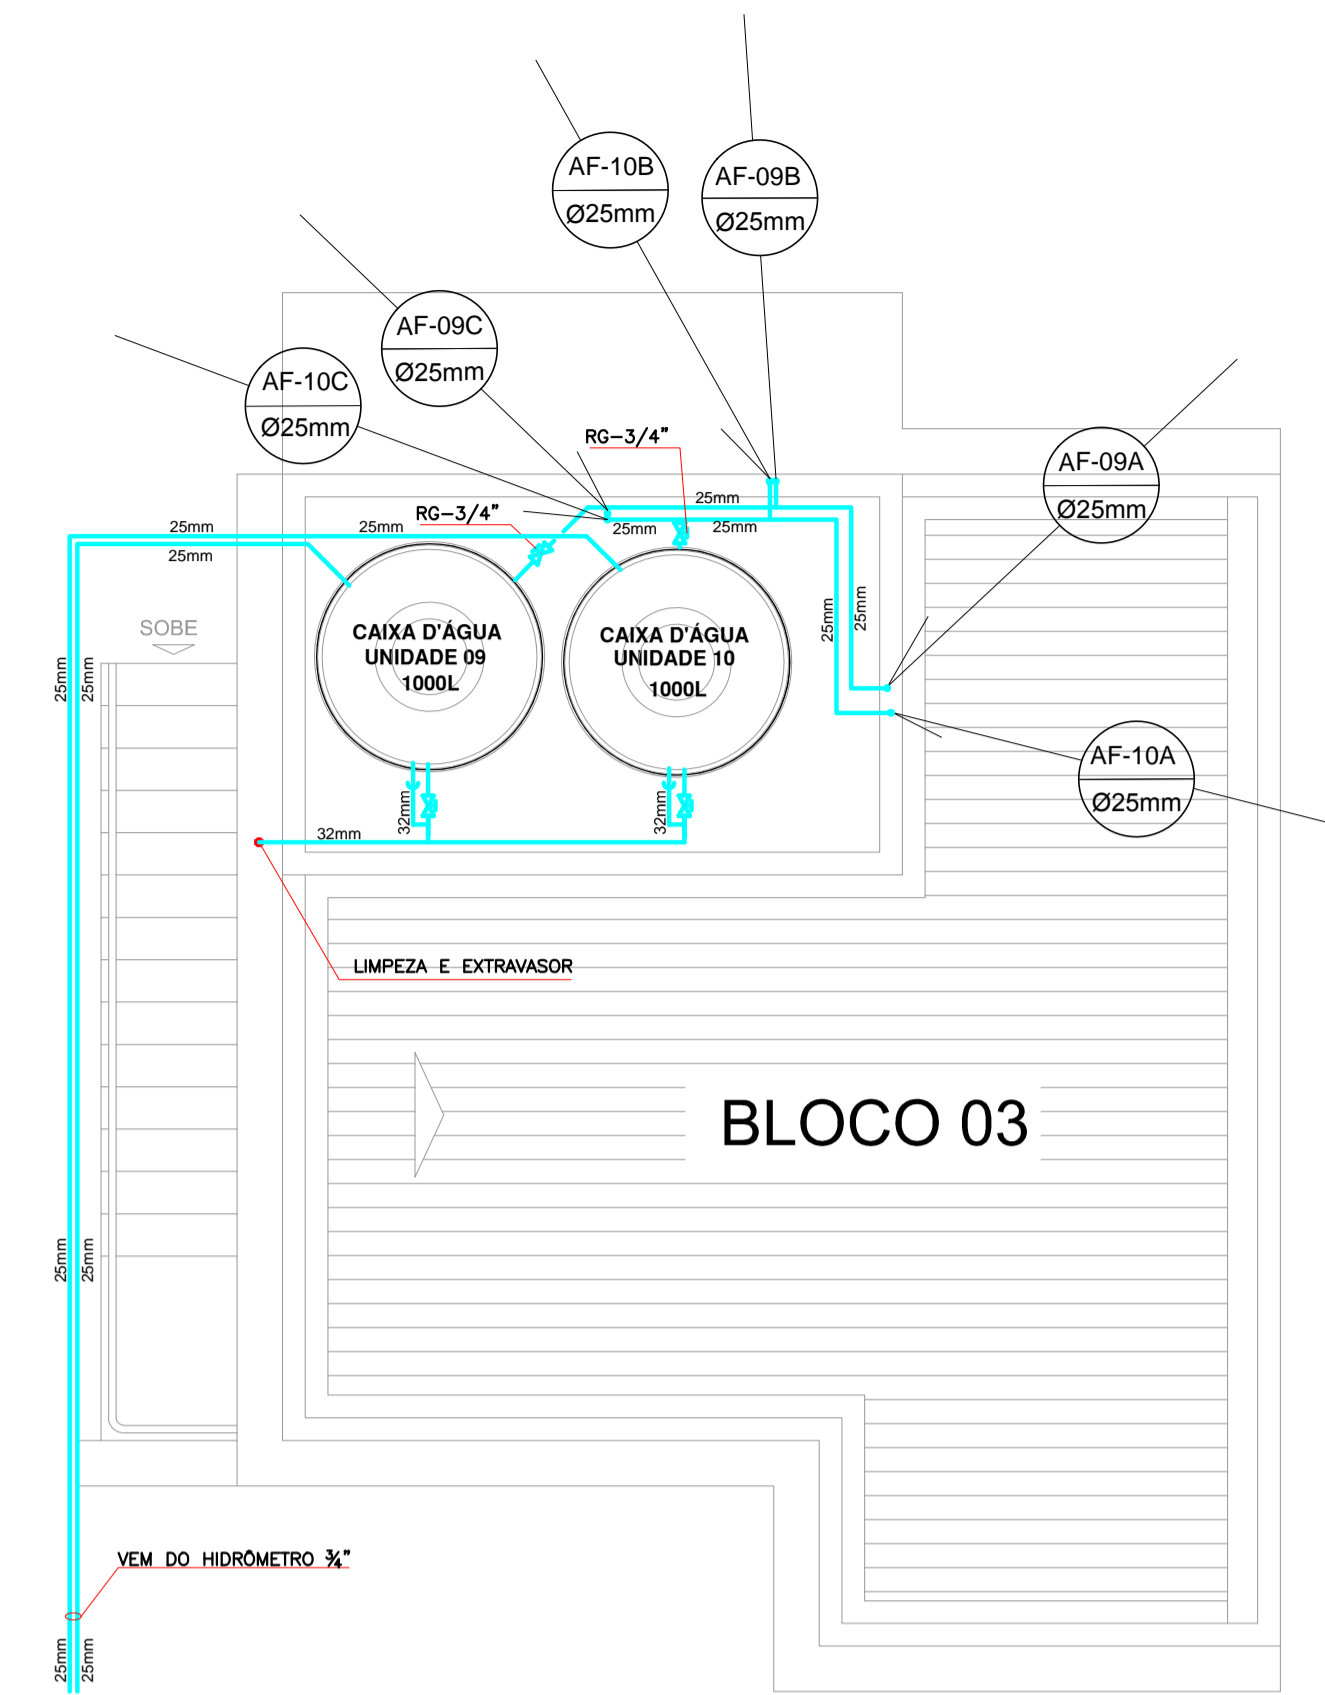 AF-10B
Ø25mm
AF-09B
Ø25mm
AF-09C
Ø25mm
AF-10C
Ø25mm
RG-3/4"
RG-3/4"
AF-09A
Ø25mm
25mm
25mm
25mm
25mm
25mm
25mm
SOBE
CAIXA D'ÁGUA
UNIDADE 09
1000L
CAIXA D'ÁGUA
UNIDADE 10
1000L
25mm
25mm
25mm
25mm
AF-10A
Ø25mm
32mm
32mm
32mm
LIMPEZA E EXTRAVASOR
BLOCO 03
25mm
25mm
VEM DO HIDRÔMETRO ¾"
25mm
25mm